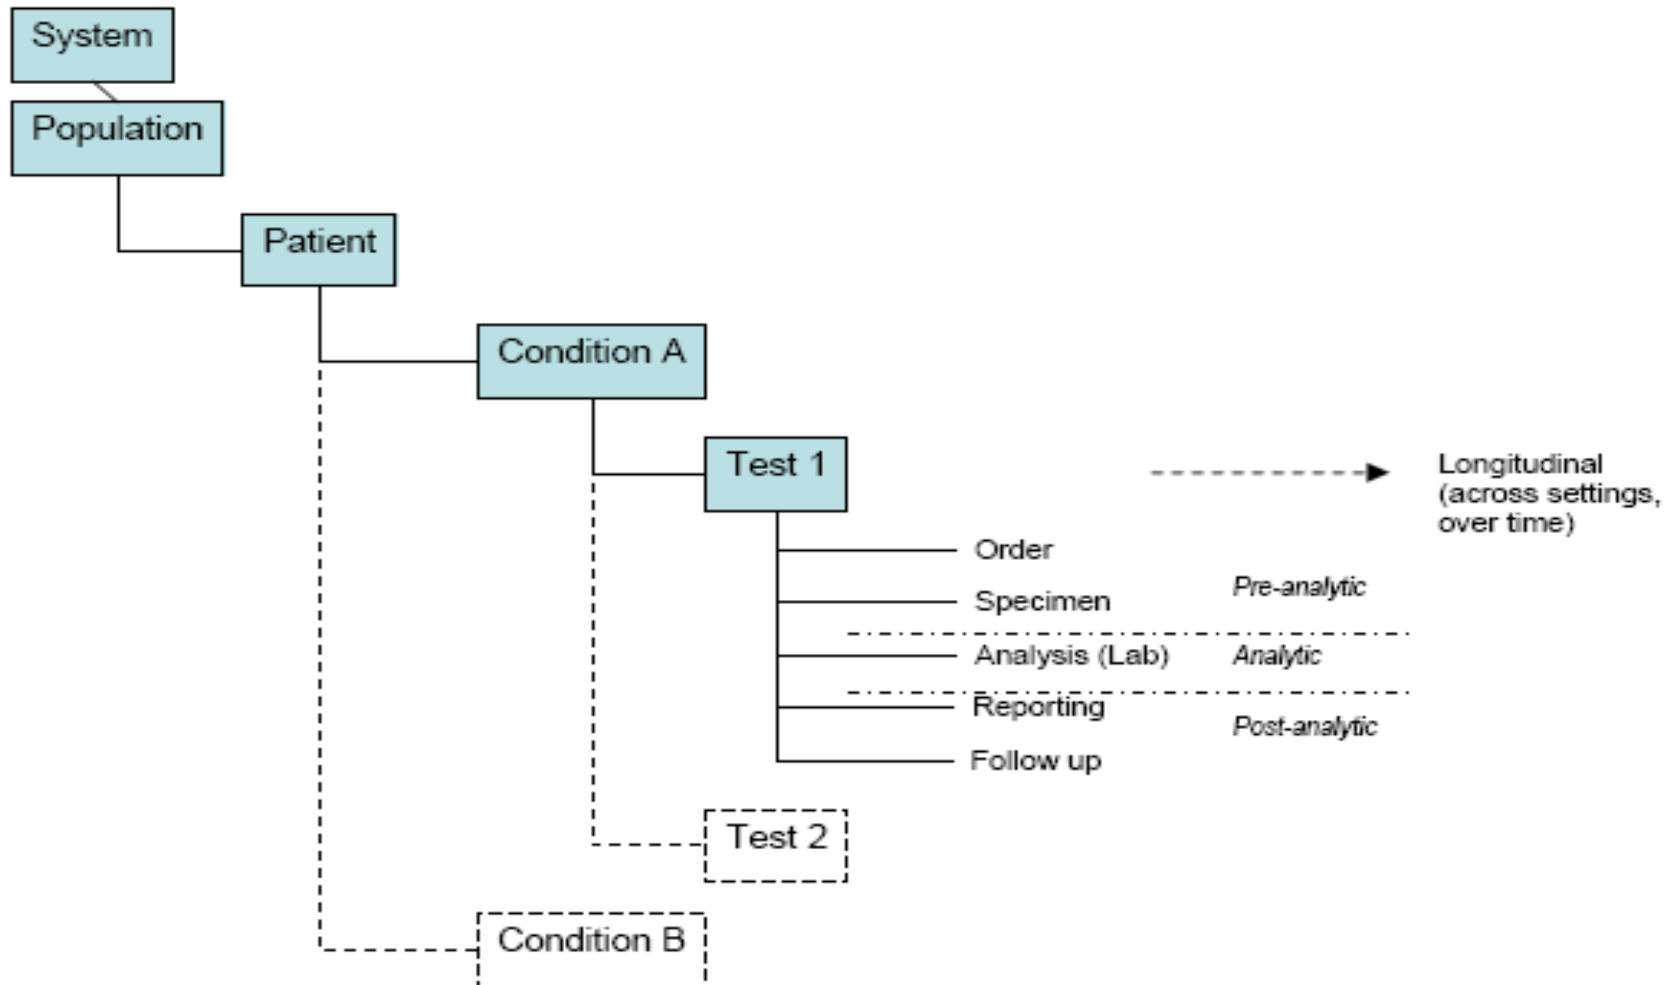 System
Population
Patient
Condition A
Test 1
Longitudinal
(across settings,
over time)
Order
Pre-analytic
Specimen
Analysis (Lab)
Analytic
Reporting
Post-analytic
Follow up
Test 2
Condition B